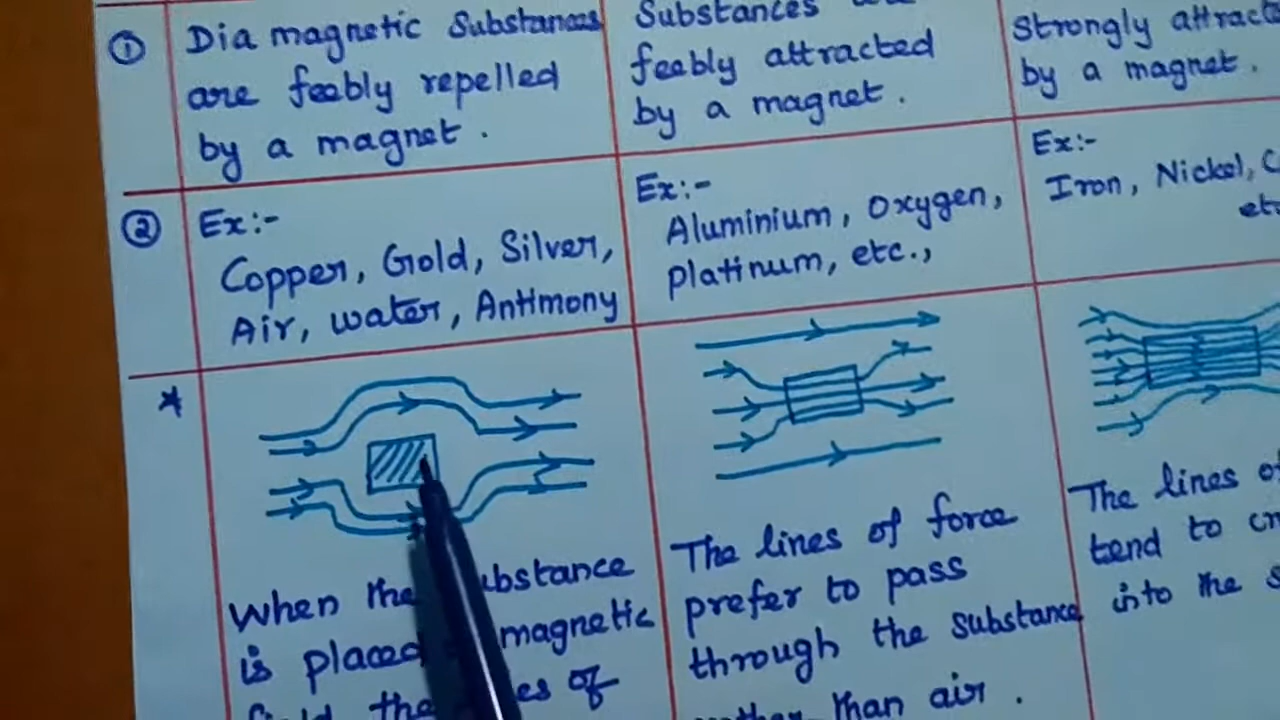 ①
Dia magnetic Substances
are feebly repelled
by a magnet.
Substances
feebly attracted
by a magnet.
Strongly
by a magnet.
②
Ex:-
Copper, Gold, Silver,
Air, water, Antimony
Ex:-
Aluminium, Oxygen,
platinum, etc.,
Ex:-
Iron, Nickel,
*
When the
is placed magnetic
the of
The lines of force
prefer to pass
through the substance
than air.
The lines
tend to
into the